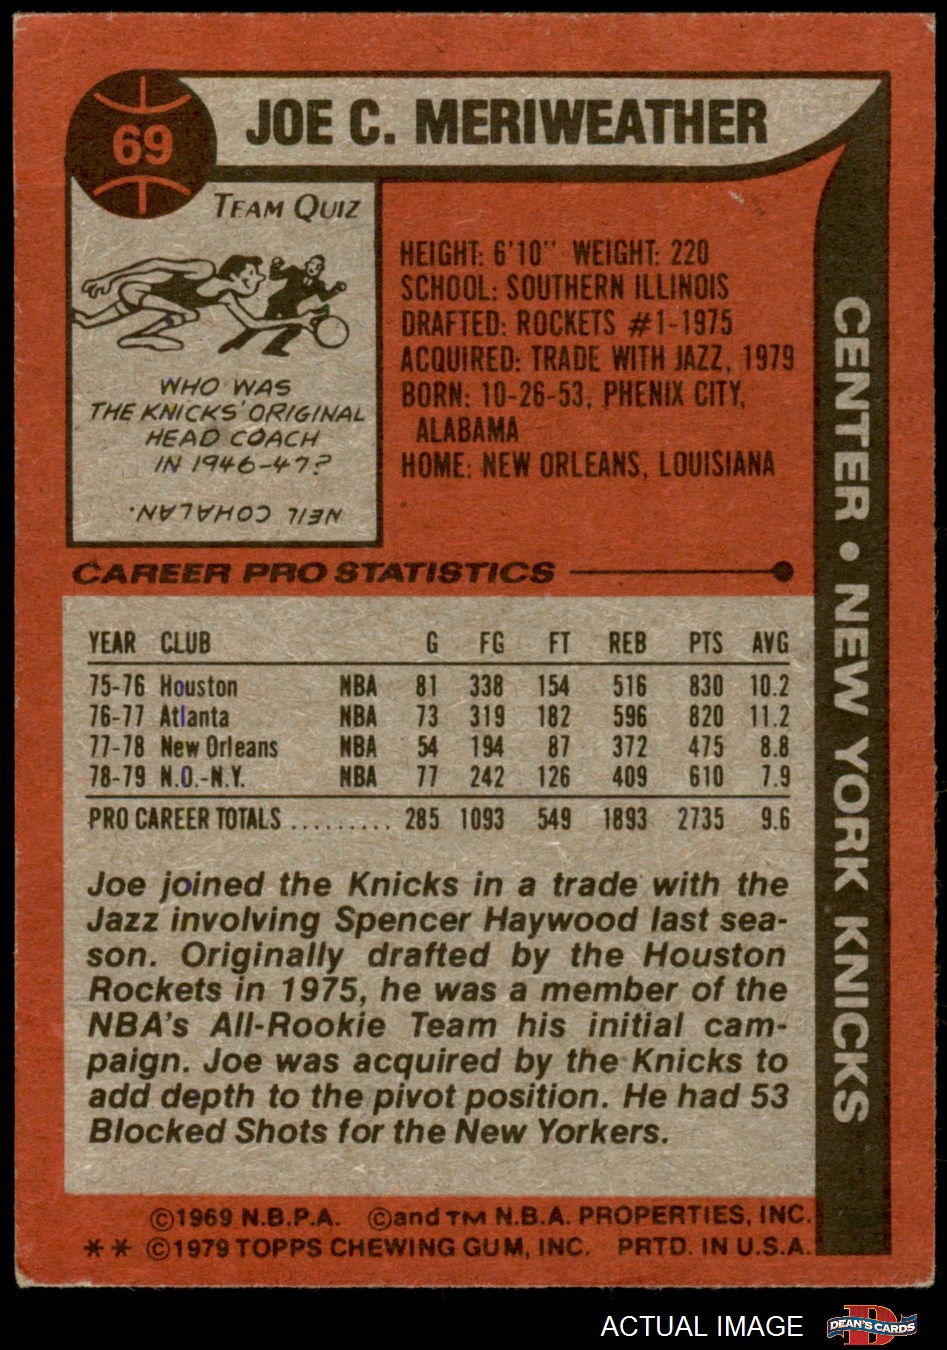 69
JOE C. MERIWEATHER
TEAM QUIZ
WHO WAS
THE KNICKS' ORIGINAL
HEAD COACH
IN 1946-47?
NEIL COHALAN.
HEIGHT: 6'10" WEIGHT: 220
SCHOOL: SOUTHERN ILLINOIS
DRAFTED: ROCKETS #1-1975
ACQUIRED: TRADE WITH JAZZ, 1979
BORN: 10-26-53, PHENIX CITY,
ALABAMA
HOME: NEW ORLEANS, LOUISIANA
CENTER • NEW YORK KNICKS
CAREER PRO STATISTICS
YEAR CLUB G FG FT REB PTS AVG
75-76 Houston NBA 81 338 154 516 830 10.2
76-77 Atlanta NBA 73 319 182 596 820 11.2
77-78 New Orleans NBA 54 194 87 372 475 8.8
78-79 N.O.-N.Y. NBA 77 242 126 409 610 7.9
PRO CAREER TOTALS ......... 285 1093 549 1893 2735 9.6
Joe joined the Knicks in a trade with the
Jazz involving Spencer Haywood last sea-
son. Originally drafted by the Houston
Rockets in 1975, he was a member of the
NBA's All-Rookie Team his initial cam-
paign. Joe was acquired by the Knicks to
add depth to the pivot position. He had 53
Blocked Shots for the New Yorkers.
©1969 N.B.P.A. ©and TM N.B.A. PROPERTIES, INC.
** ©1979 TOPPS CHEWING GUM, INC. PRTD. IN U.S.A.
ACTUAL IMAGE
D
DEAN'S CARDS